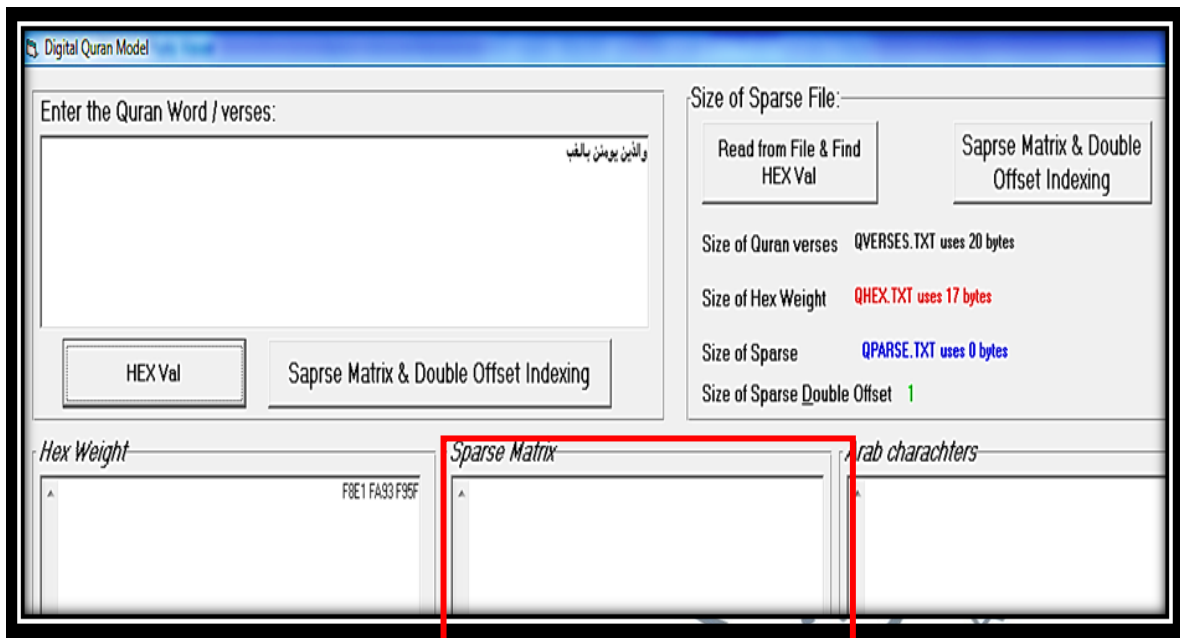 Digital Quran Model
Enter the Quran Word / verses:
والذين يومنن بالغب
HEX Val
Saprse Matrix & Double Offset Indexing
Size of Sparse File:
Read from File & Find
HEX Val
Saprse Matrix & Double
Offset Indexing
Size of Quran verses QVERSES.TXT uses 20 bytes
Size of Hex Weight QHEX.TXT uses 17 bytes
Size of Sparse QPARSE.TXT uses 0 bytes
Size of Sparse Double Offset 1
Hex Weight
F8E1 FA93 F95F
Sparse Matrix
Arab charachters